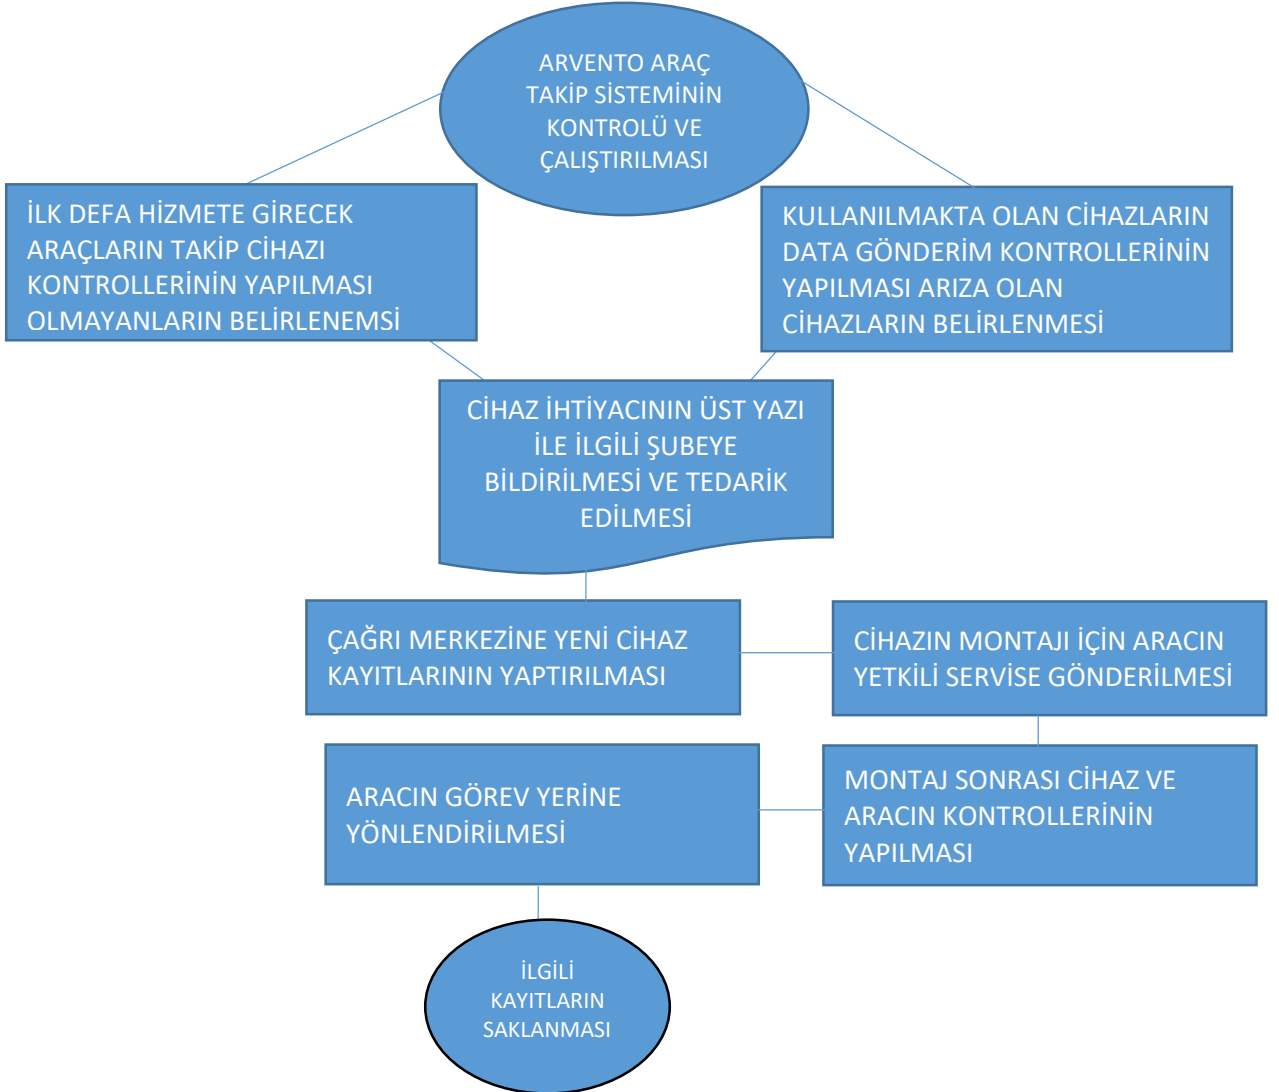 ARVENTO ARAÇ
TAKİP SİSTEMİNİN
KONTROLÜ VE
ÇALIŞTIRILMASI
İLK DEFA HİZMETE GİRECEK
ARAÇLARIN TAKİP CİHAZI
KONTROLLERİNİN YAPILMASI
OLMAYANLARIN BELİRLENEMSİ
KULLANILMAKTA OLAN CİHAZLARIN
DATA GÖNDERİM KONTROLLERİNİN
YAPILMASI ARIZA OLAN
CİHAZLARIN BELİRLENMESİ
CİHAZ İHTİYACININ ÜST YAZI
İLE İLGİLİ ŞUBEYE
BİLDİRİLMESİ VE TEDARİK
EDİLMESİ
ÇAĞRI MERKEZİNE YENİ CİHAZ
KAYITLARININ YAPTIRILMASI
CİHAZIN MONTAJI İÇİN ARACIN
YETKİLİ SERVİSE GÖNDERİLMESİ
MONTAJ SONRASI CİHAZ VE
ARACIN KONTROLLERİNİN
YAPILMASI
ARACIN GÖREV YERİNE
YÖNLENDİRİLMESİ
İLGİLİ
KAYITLARIN
SAKLANMASI